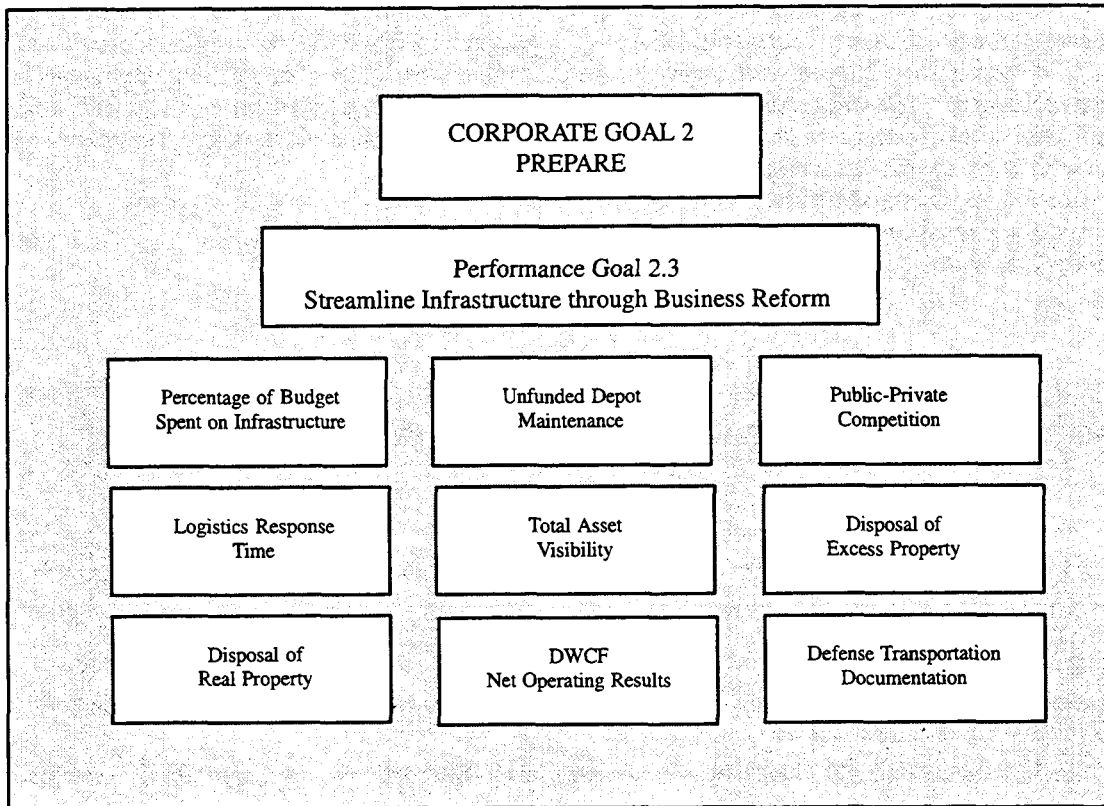 CORPORATE GOAL 2
PREPARE
Performance Goal 2.3
Streamline Infrastructure through Business Reform
Percentage of Budget
Spent on Infrastructure
Unfunded Depot
Maintenance
Public-Private
Competition
Logistics Response
Time
Total Asset
Visibility
Disposal of
Excess Property
Disposal of
Real Property
DWCF
Net Operating Results
Defense Transportation
Documentation